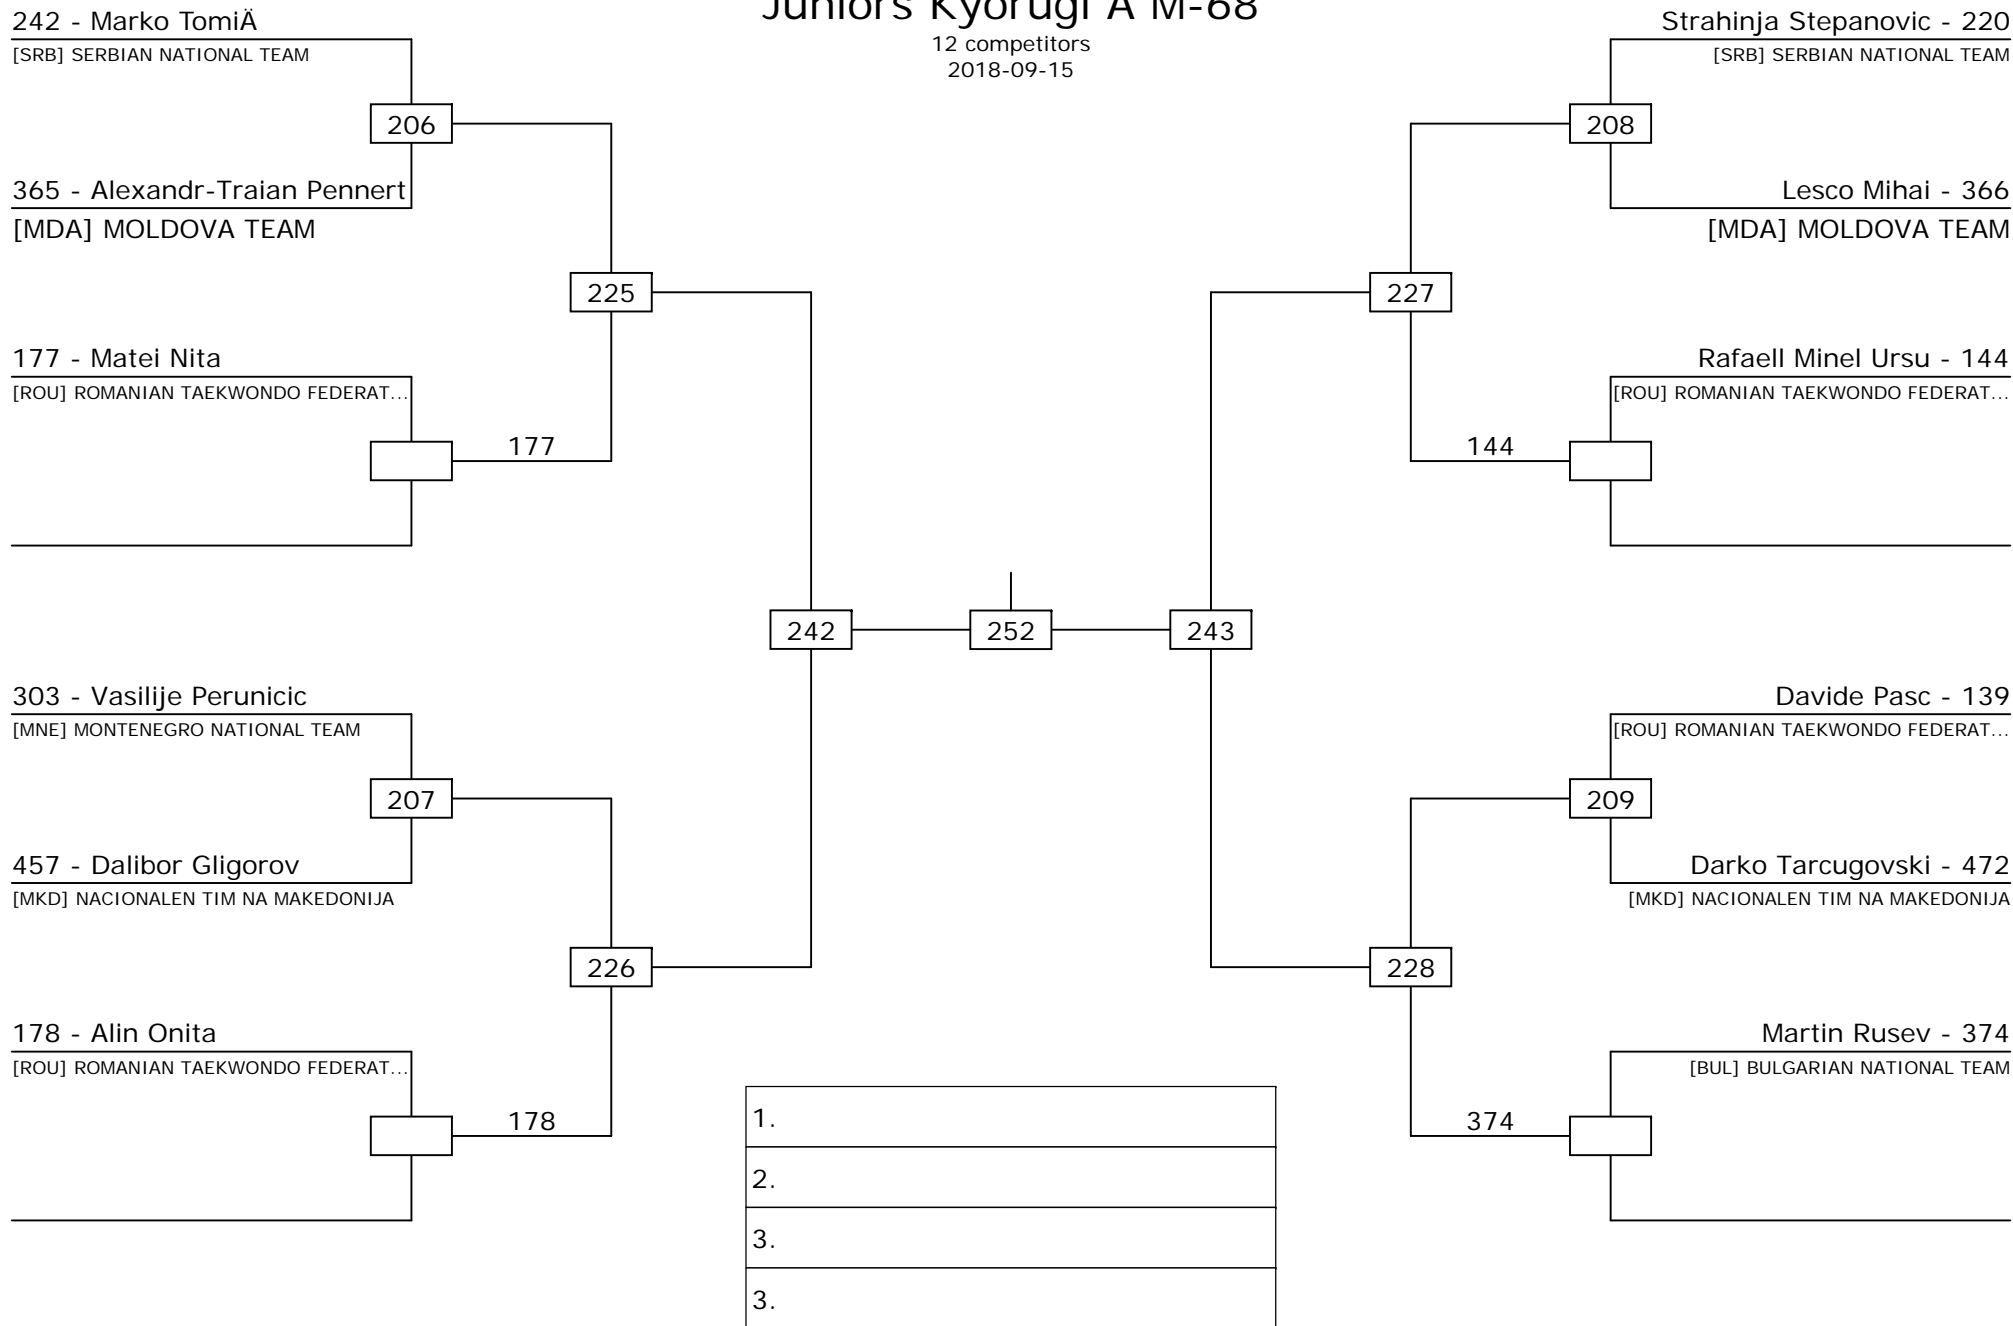 Juniors Kyorugi A M-68
12 competitors
2018-09-15
242 - Marko TomiÄ
[SRB] SERBIAN NATIONAL TEAM
206
365 - Alexandr-Traian Pennert
[MDA] MOLDOVA TEAM
225
177 - Matei Nita
[ROU] ROMANIAN TAEKWONDO FEDERAT...
177
242
303 - Vasilije Perunicic
[MNE] MONTENEGRO NATIONAL TEAM
207
457 - Dalibor Gligorov
[MKD] NACIONALEN TIM NA MAKEDONIJA
226
178 - Alin Onita
[ROU] ROMANIAN TAEKWONDO FEDERAT...
178
252
Strahinja Stepanovic - 220
[SRB] SERBIAN NATIONAL TEAM
208
Lesco Mihai - 366
[MDA] MOLDOVA TEAM
227
Rafaell Minel Ursu - 144
[ROU] ROMANIAN TAEKWONDO FEDERAT...
144
243
Davide Pasc - 139
[ROU] ROMANIAN TAEKWONDO FEDERAT...
209
Darko Tarcugovski - 472
[MKD] NACIONALEN TIM NA MAKEDONIJA
228
Martin Rusev - 374
[BUL] BULGARIAN NATIONAL TEAM
374
1.
2.
3.
3.